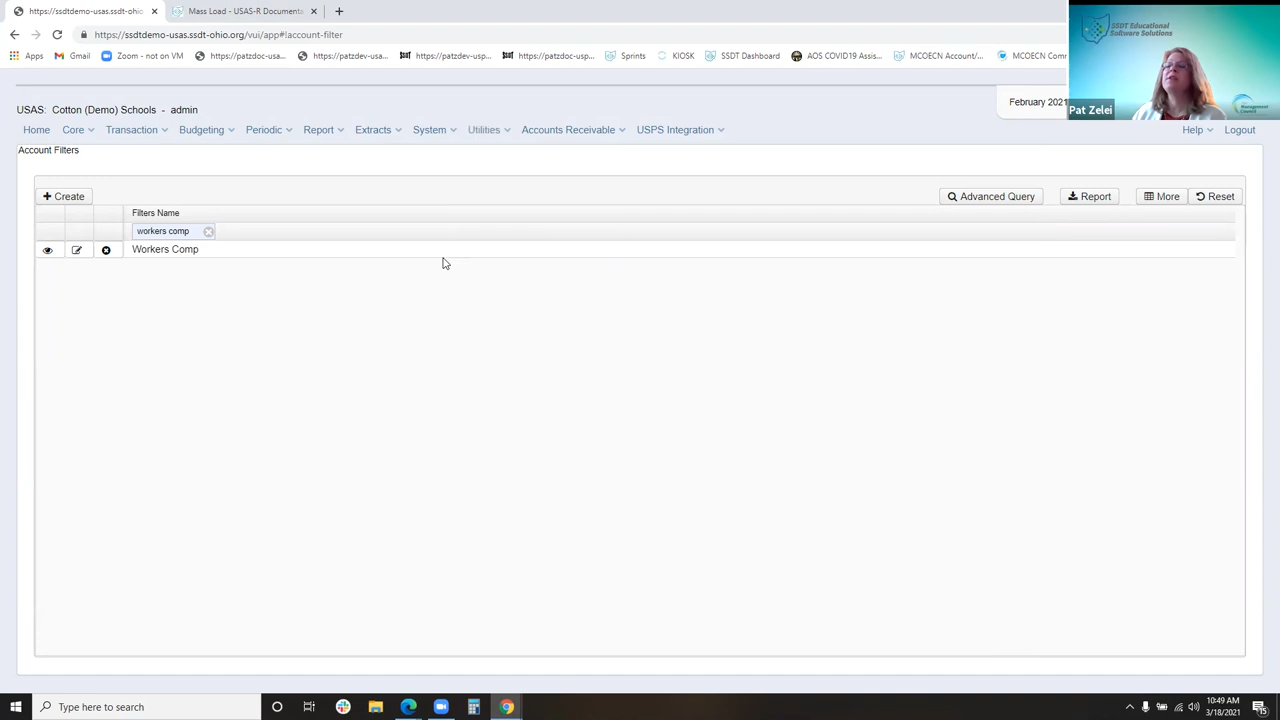 https://ssdtdemo-usas.ssdt-ohio
Mass Load - USAS-R Documenta
https://ssdtdemo-usas.ssdt-ohio.org/vui/app#!account-filter
Apps
Gmail
Zoom - not on VM
https://patzdoc-usa...
https://patzdev-usa...
https://patzdev-usp...
https://patzdoc-usp...
Sprints
KIOSK
SSDT Dashboard
AOS COVID19 Assis...
MCOECN Account/...
MCOECN Com
SSDT Educational
Software Solutions
Pat Zelei
Management
Council
February 2021
USAS: Cotton (Demo) Schools - admin
Home Core Transaction Budgeting Periodic Report Extracts System Utilities Accounts Receivable USPS Integration Help Logout
Account Filters
Create
Advanced Query
Report
More
Reset
Filters Name
workers comp
Workers Comp
Type here to search
10:49 AM
3/18/2021
15